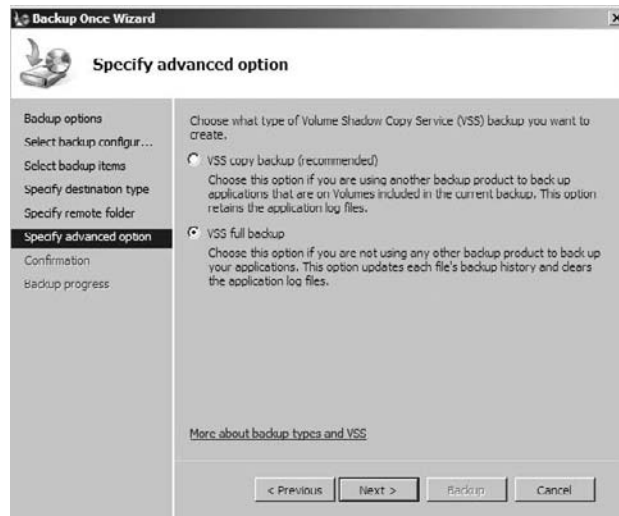 Backup Once Wizard
Specify advanced option
Backup options
Select backup configur...
Select backup items
Specify destination type
Specify remote folder
Specify advanced option
Confirmation
Backup progress
Choose what type of Volume Shadow Copy Service (VSS) backup you want to
create.
VSS copy backup (recommended)
Choose this option if you are using another backup product to back up
applications that are on Volumes included in the current backup. This option
retains the application log files.
VSS full backup
Choose this option if you are not using any other backup product to back up
your applications. This option updates each file's backup history and clears
the application log files.
More about backup types and VSS
< Previous
Next >
Backup
Cancel